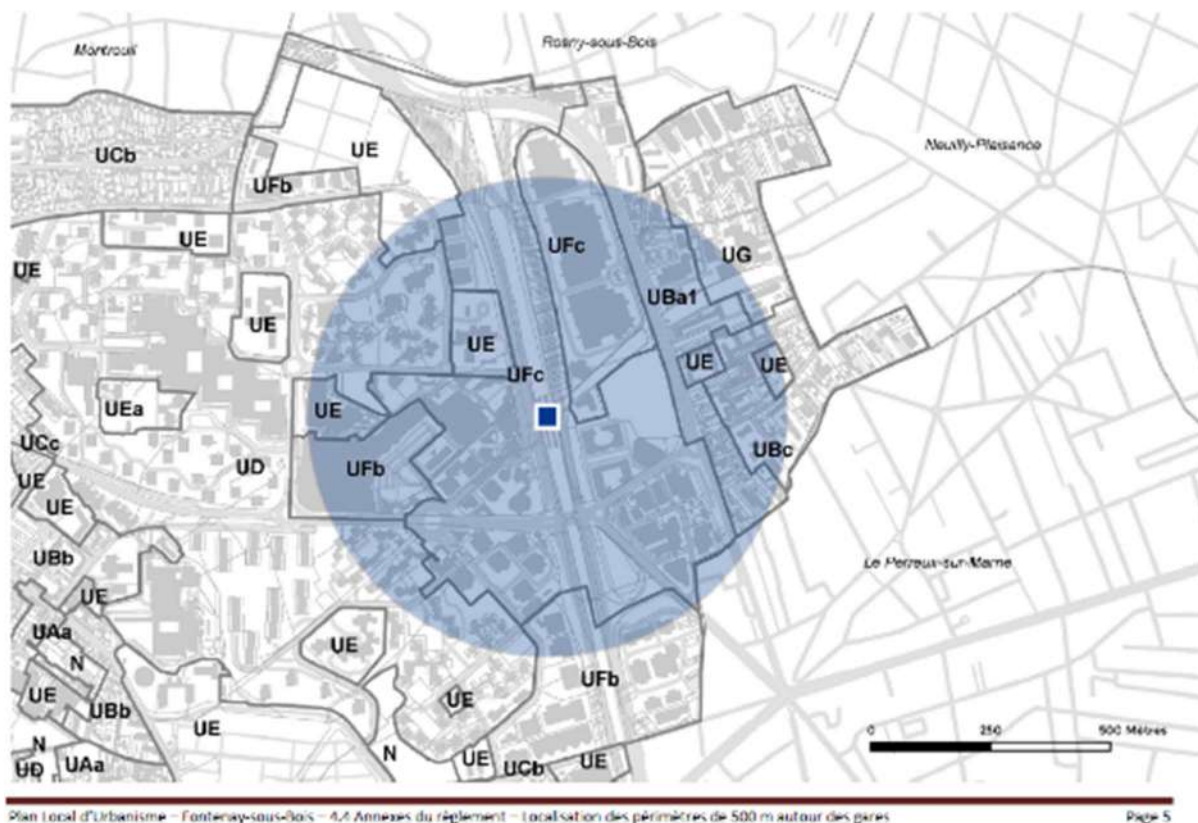 Montreuil
Rosny-sous-Bois
Neuilly-Plaisance
UCb
UE
UFb
UE
UFc
UG
UE
UBa1
UE
UE
UFc
UE
UE
UEa
UE
UCc
UD
UFb
UBc
UE
UE
UBb
Le Perreux-sur-Marne
UE
UAa
N
UE
UE
UFb
UE
UBb
UE
N
N
0 250 500 Mètres
UD
UAa
UE
UCb
UE
Plan Local d'Urbanisme – Fontenay-sous-Bois – 4.4 Annexes du règlement – Localisation des périmètres de 500 m autour des gares
Page 5